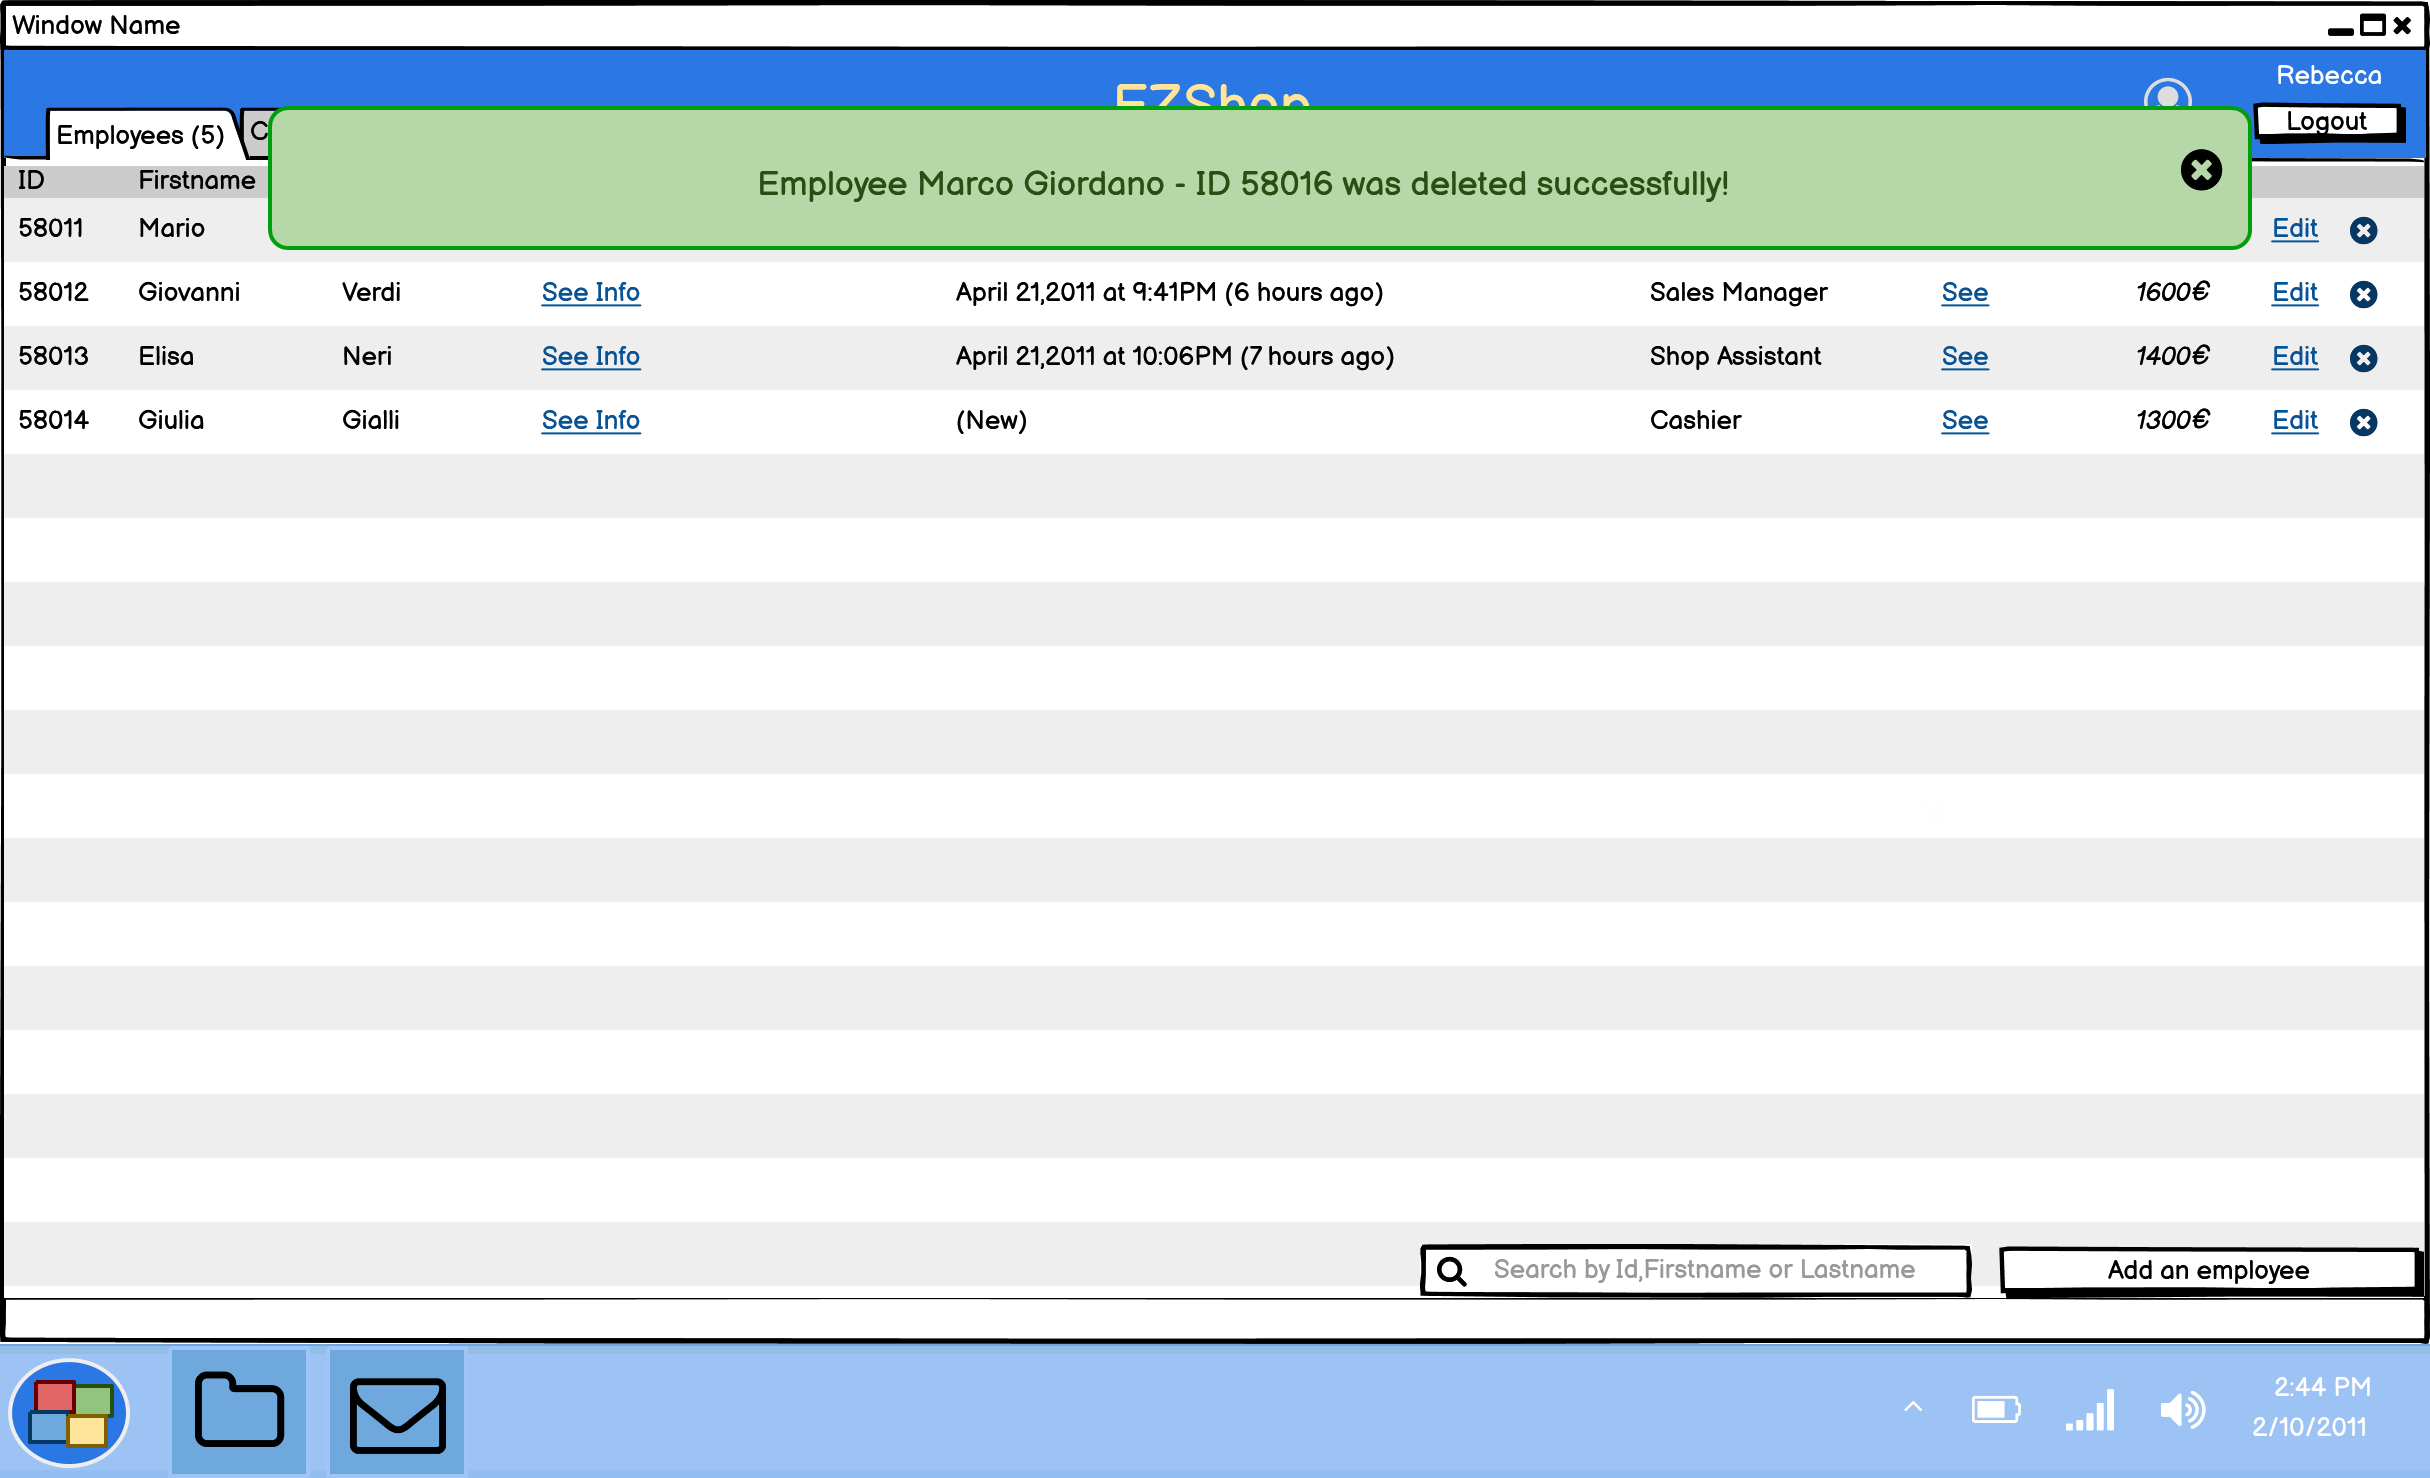 Window Name
Rebecca
EZShop
Logout
Employees (5)
Employee Marco Giordano - ID 58016 was deleted successfully!
ID Firstname
58011 Mario Edit
58012 Giovanni Verdi See Info April 21,2011 at 9:41PM (6 hours ago) Sales Manager See 1600€ Edit
58013 Elisa Neri See Info April 21,2011 at 10:06PM (7 hours ago) Shop Assistant See 1400€ Edit
58014 Giulia Gialli See Info (New) Cashier See 1300€ Edit
Search by Id,Firstname or Lastname
Add an employee
2:44 PM
2/10/2011